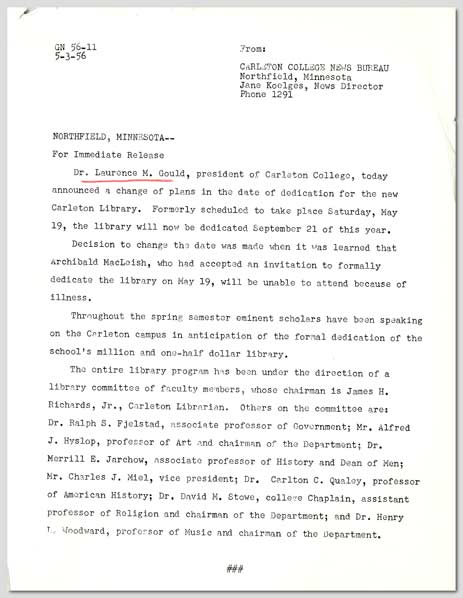 GN 56-11
5-3-56
From:
CARLETON COLLEGE NEWS BUREAU
Northfield, Minnesota
Jane Koelges, News Director
Phone 1291
NORTHFIELD, MINNESOTA--
For Immediate Release
Dr. Laurence M. Gould, president of Carleton College, today
announced a change of plans in the date of dedication for the new
Carleton Library. Formerly scheduled to take place Saturday, May
19, the library will now be dedicated September 21 of this year.
Decision to change the date was made when it was learned that
Archibald MacLeish, who had accepted an invitation to formally
dedicate the library on May 19, will be unable to attend because of
illness.
Throughout the spring semester eminent scholars have been speaking
on the Carleton campus in anticipation of the formal dedication of the
school's million and one-half dollar library.
The entire library program has been under the direction of a
library committee of faculty members, whose chairman is James H.
Richards, Jr., Carleton Librarian. Others on the committee are:
Dr. Ralph S. Fjelstad, associate professor of Government; Mr. Alfred
J. Hyslop, professor of Art and chairman of the Department; Dr.
Merrill E. Jarchow, associate professor of History and Dean of Men;
Mr. Charles J. Miel, vice president; Dr. Carlton C. Qualey, professor
of American History; Dr. David M. Stowe, college Chaplain, assistant
professor of Religion and chairman of the Department; and Dr. Henry
L. Woodward, professor of Music and chairman of the Department.
###